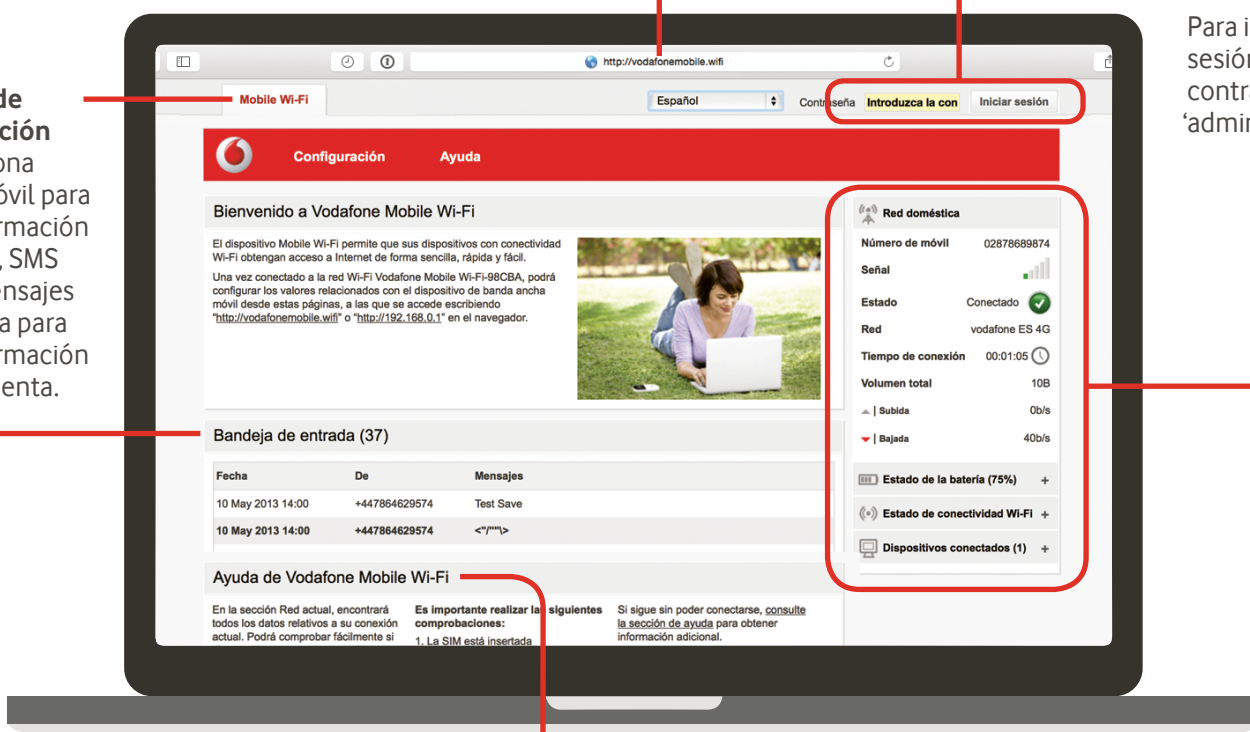 http://vodafonemobile.wifi
Mobile Wi-Fi
Español
Contraseña
Introduzca la con
Iniciar sesión
Para i
sesión
contra
‘admin
de
ción
ona
óvil para
rmación
, SMS
ensajes
a para
rmación
enta.
Configuración
Ayuda
Bienvenido a Vodafone Mobile Wi-Fi
El dispositivo Mobile Wi-Fi permite que sus dispositivos con conectividad
Wi-Fi obtengan acceso a Internet de forma sencilla, rápida y fácil.
Una vez conectado a la red Wi-Fi Vodafone Mobile Wi-Fi-98CBA, podrá
configurar los valores relacionados con el dispositivo de banda ancha
móvil desde estas páginas, a las que se accede escribiendo
"http://vodafonemobile.wifi" o "http://192.168.0.1" en el navegador.
Bandeja de entrada (37)
Fecha De Mensajes
10 May 2013 14:00 +447864629574 Test Save
10 May 2013 14:00 +447864629574 <"/""'\>
Ayuda de Vodafone Mobile Wi-Fi
En la sección Red actual, encontrará
todos los datos relativos a su conexión
actual. Podrá comprobar fácilmente si
Es importante realizar las siguientes
comprobaciones:
1. La SIM está insertada
Si sigue sin poder conectarse, consulte
la sección de ayuda para obtener
información adicional.
Red doméstica
Número de móvil 02878689874
Señal
Estado Conectado
Red vodafone ES 4G
Tiempo de conexión 00:01:05
Volumen total 10B
| Subida 0b/s
| Bajada 40b/s
Estado de la batería (75%) +
Estado de conectividad Wi-Fi +
Dispositivos conectados (1) +